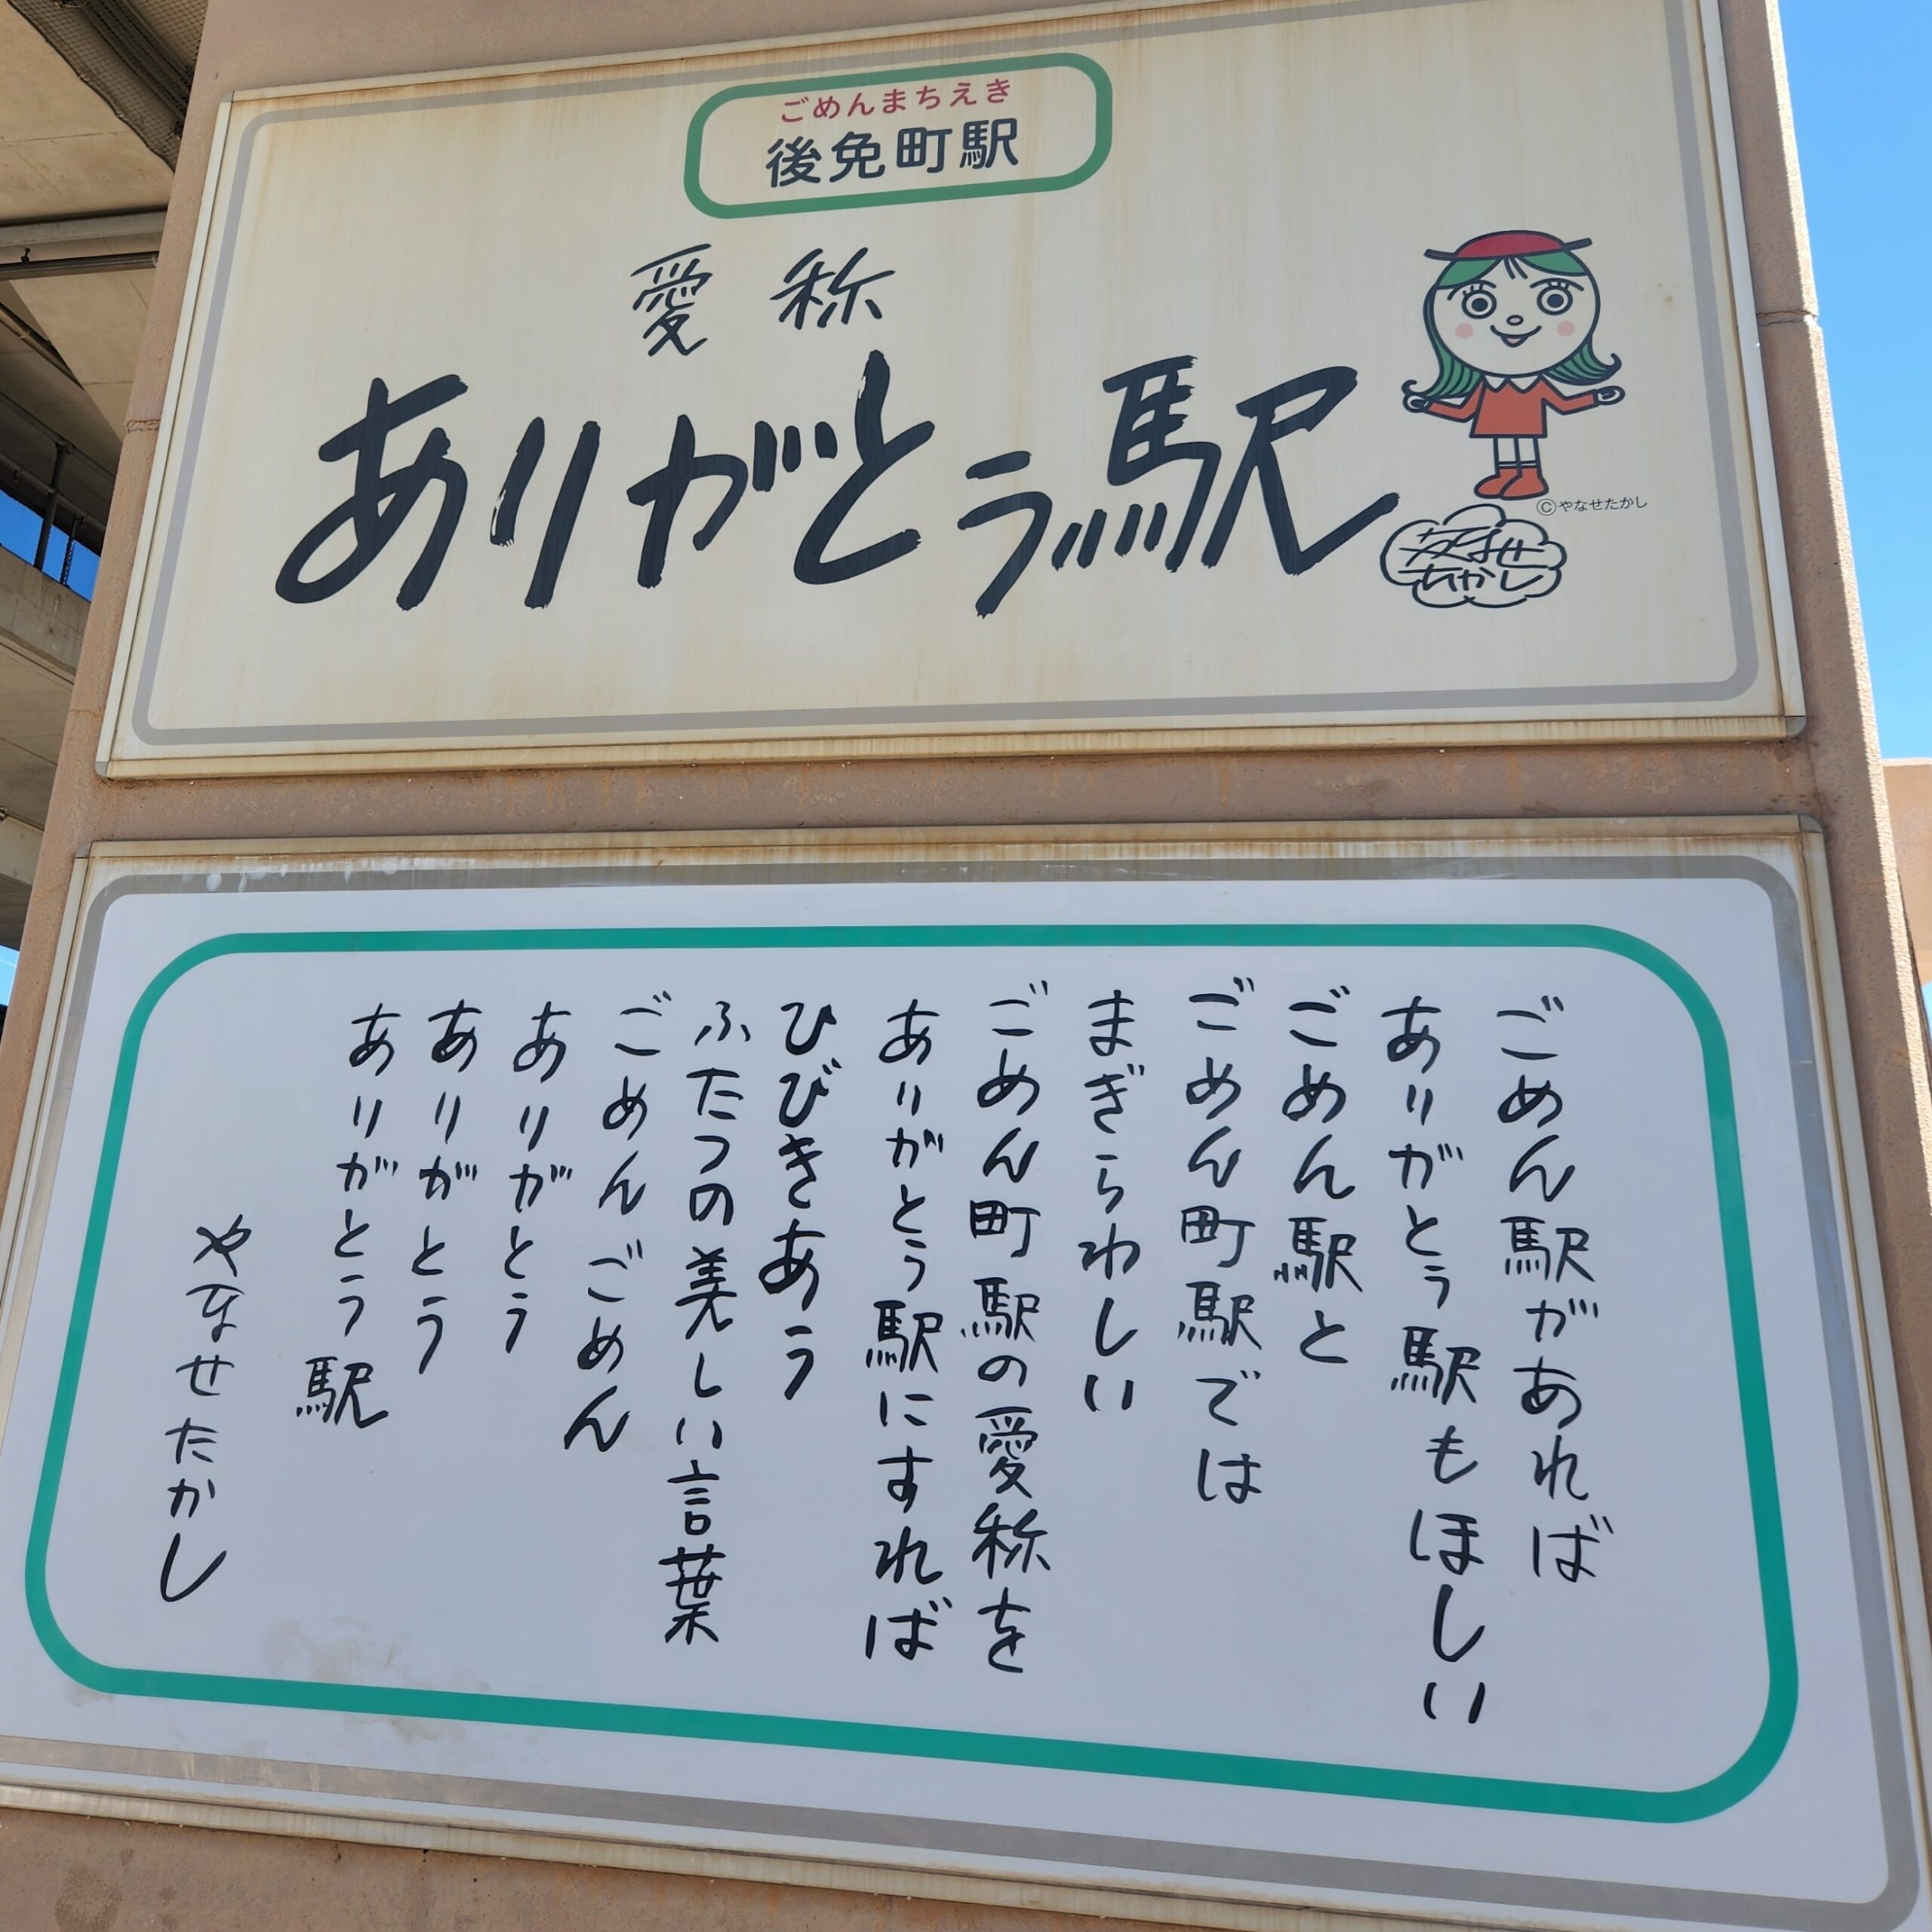 ごめんまちえき
後免町駅
愛称
ありがとう駅
©やなせたかし
やなせ
たかし
ごめん駅があれば
ありがとう駅もほしい
ごめん駅と
ごめん町駅では
まぎらわしい
ごめん町駅の愛称を
ありがとう駅にすれば
ひびきあう
ふたつの美しい言葉
ごめんごめん
ありがとう
ありがとう
ありがとう駅
やなせたかし